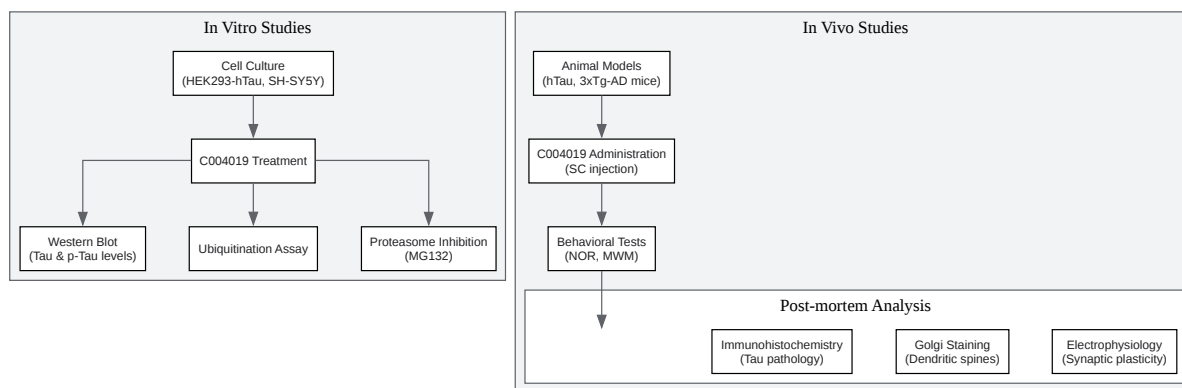 In Vitro Studies
Cell Culture
(HEK293-hTau, SH-SY5Y)
C004019 Treatment
Western Blot
(Tau & p-Tau levels)
Ubiquitination Assay
Proteasome Inhibition
(MG132)
In Vivo Studies
Animal Models
(hTau, 3xTg-AD mice)
C004019 Administration
(SC injection)
Behavioral Tests
(NOR, MWM)
Post-mortem Analysis
Immunohistochemistry
(Tau pathology)
Golgi Staining
(Dendritic spines)
Electrophysiology
(Synaptic plasticity)